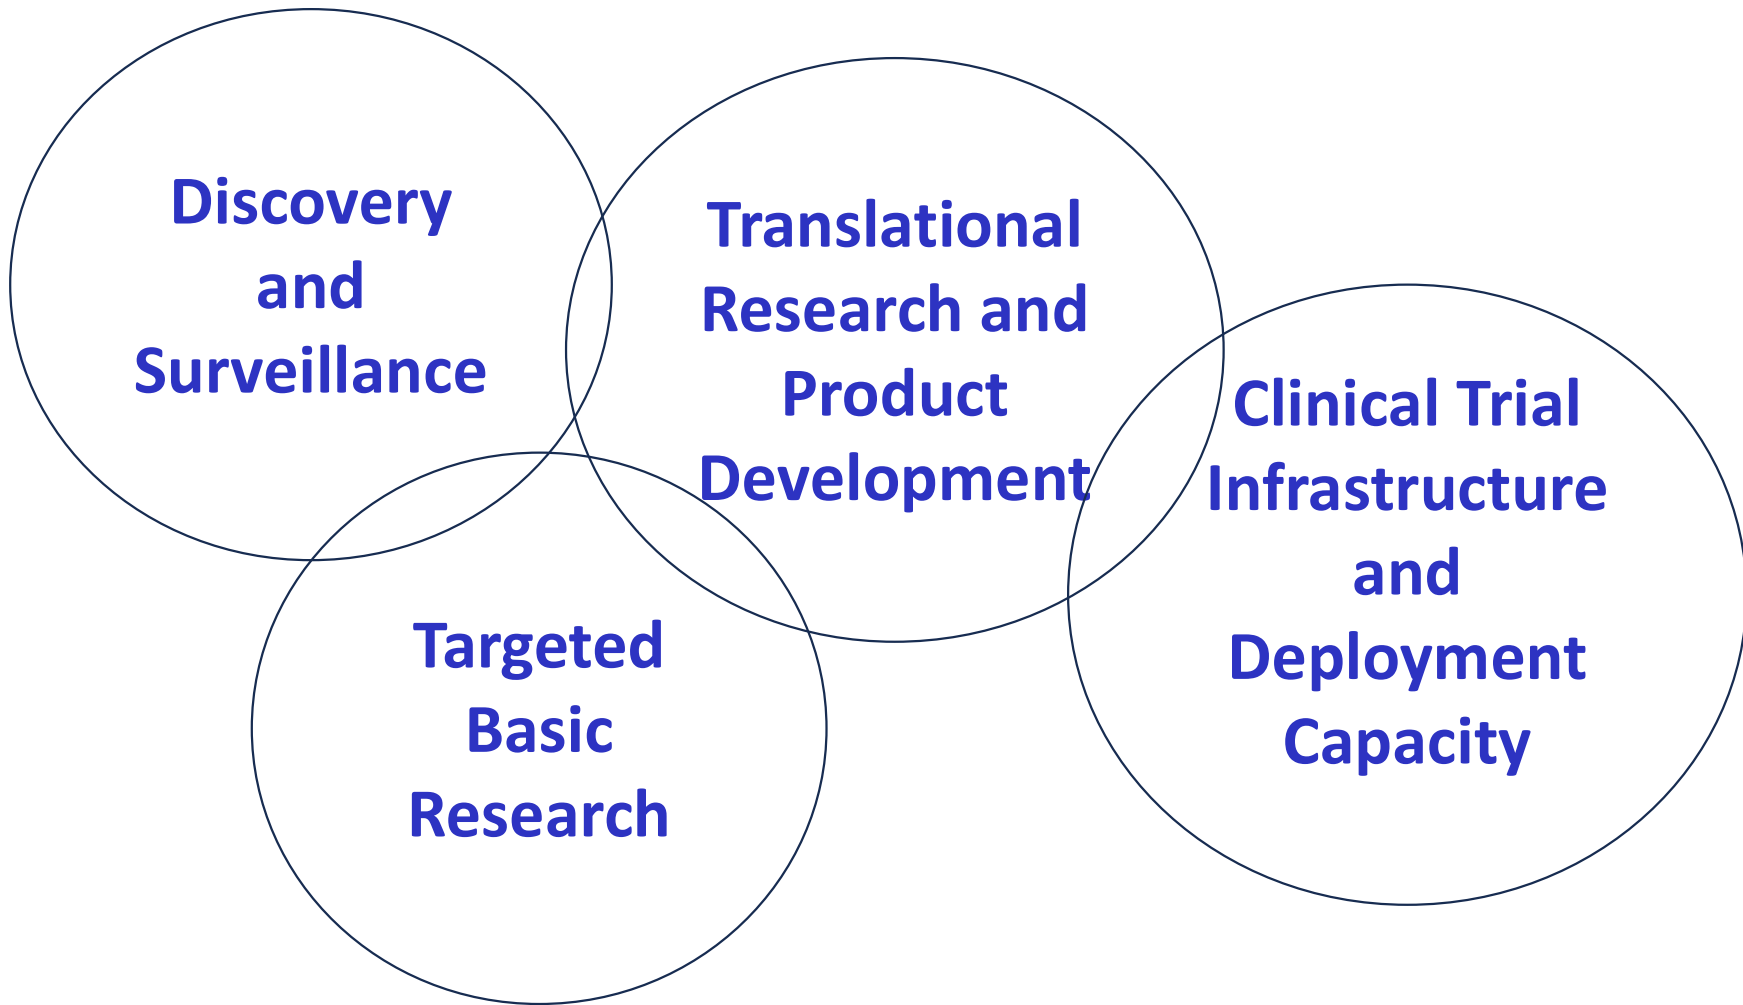 Discovery
and
Surveillance
Translational
Research and
Product
Development
Clinical Trial
Infrastructure
and
Deployment
Capacity
Targeted
Basic
Research